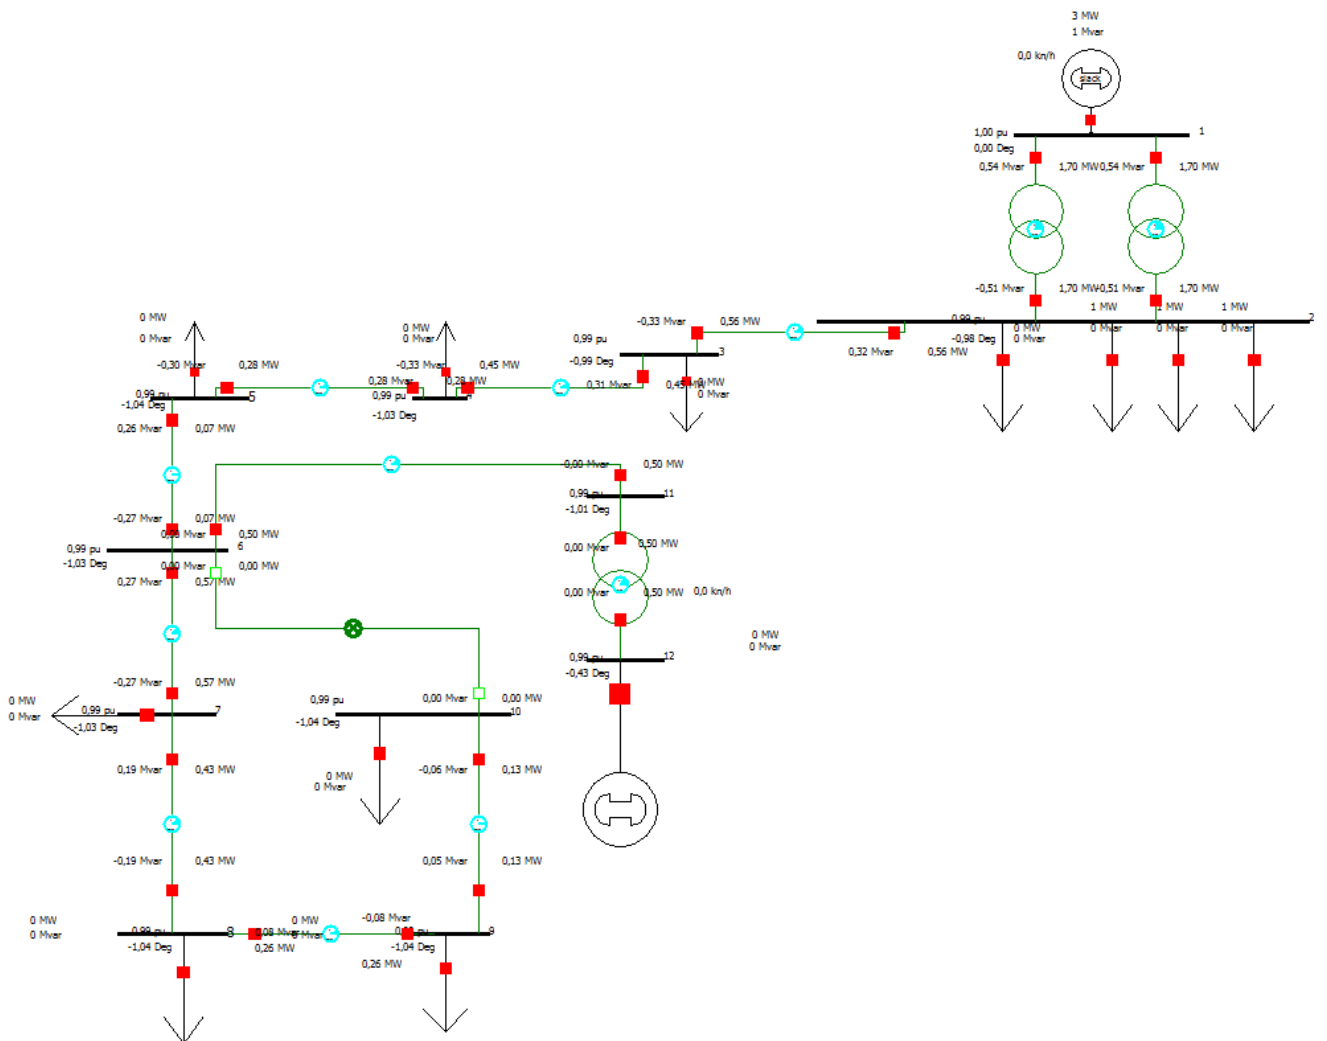 3 MW
1 Mvar
0,0 kn/h
slack
1,00 pu
1
0,00 Deg
0,54 Mvar 1,70 MW 0,54 Mvar 1,70 MW
-0,51 Mvar 1,70 MW -0,51 Mvar 1,70 MW
0 MW
0 Mvar
0 MW
0 Mvar
-0,33 Mvar 0,56 MW
0,99 pu
2
-0,98 Deg
0 MW
0 Mvar
1 MW
0 Mvar
1 MW
0 Mvar
1 MW
0 Mvar
0,32 Mvar 0,56 MW
0,99 pu
3
-0,99 Deg
-0,30 Mvar 0,28 MW
-0,33 Mvar 0,45 MW
0,28 Mvar 0,28 MW
0,31 Mvar 0,45 MW
0 MW
0 Mvar
0,99 pu
5
-1,04 Deg
0,99 pu
4
-1,03 Deg
0,26 Mvar 0,07 MW
-0,00 Mvar 0,50 MW
0,99 pu
11
-1,01 Deg
-0,27 Mvar 0,07 MW
0,50 MW
0,99 pu
6
-1,03 Deg
0,00 Mvar 0,00 MW
0,27 Mvar 0,57 MW
0,00 Mvar 0,50 MW
0,00 Mvar 0,50 MW
0,0 kn/h
0 MW
0 Mvar
0,99 pu
12
-0,43 Deg
-0,27 Mvar 0,57 MW
0 MW
0 Mvar
0,99 pu
7
-1,03 Deg
0,99 pu
0,00 Mvar 0,00 MW
10
-1,04 Deg
0,19 Mvar 0,43 MW
0 MW
0 Mvar
-0,06 Mvar 0,13 MW
-0,19 Mvar 0,43 MW
0,05 Mvar 0,13 MW
0 MW
0 Mvar
0,99 pu
8
-1,04 Deg
0,08 Mvar
0,26 MW
0 MW
0 Mvar
-0,08 Mvar
0,26 MW
9
-1,04 Deg